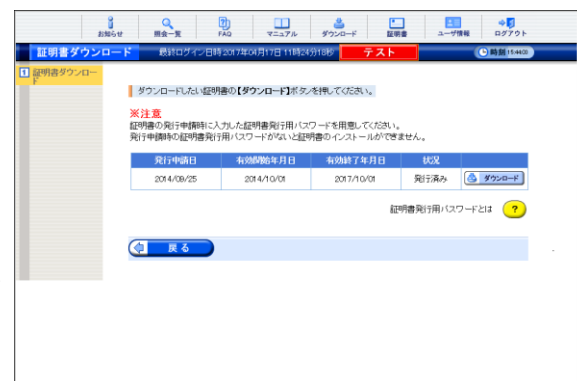 お知らせ 照会一覧 FAQ マニュアル ダウンロード 証明書 ユーザ情報 ログアウト
証明書ダウンロード 最終ログイン日時 2017年04月17日 11時24分18秒 テスト 時刻 15:44:00
1 証明書ダウンロー
ド
ダウンロードしたい証明書の【ダウンロード】ボタンを押してください。
※注意
証明書の発行申請時に入力した証明書発行用パスワードを用意してください。
発行申請時の証明書発行用パスワードがないと証明書のインストールができません。
発行申請日 有効開始年月日 有効終了年月日 状況
2014/09/25 2014/10/01 2017/10/01 発行済み ダウンロード
証明書発行用パスワードとは ?
戻る